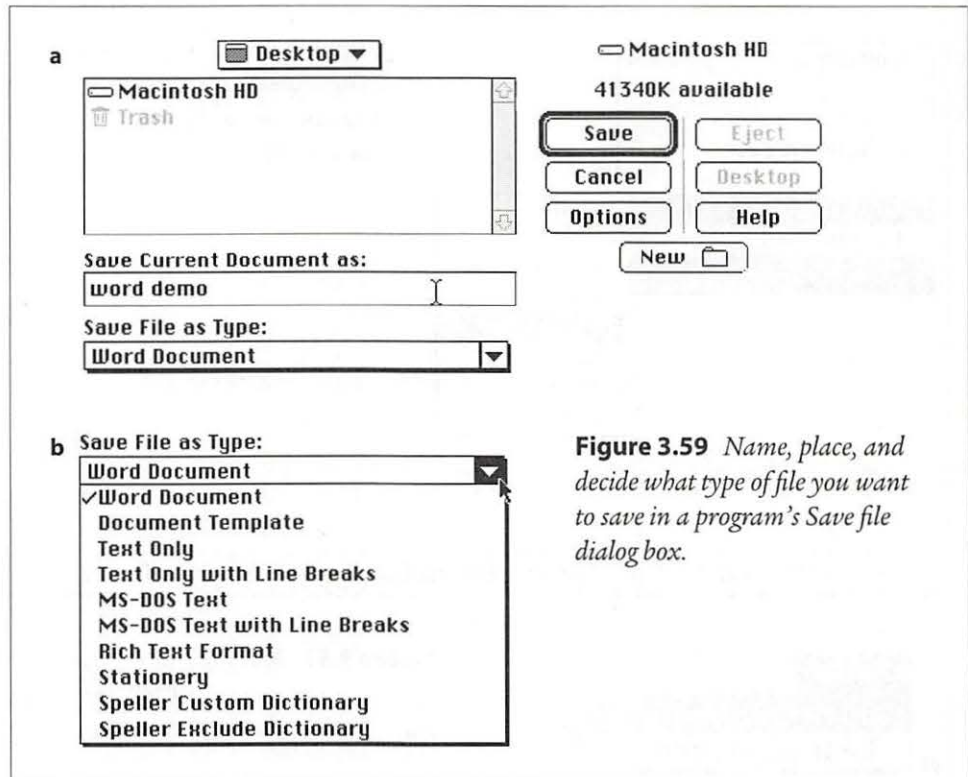 a
Desktop
Macintosh HD
Trash
Save Current Document as:
word demo
Save File as Type:
Word Document
Macintosh HD
41340K available
Save
Eject
Cancel
Desktop
Options
Help
New
b
Save File as Type:
Word Document
✓Word Document
Document Template
Text Only
Text Only with Line Breaks
MS-DOS Text
MS-DOS Text with Line Breaks
Rich Text Format
Stationery
Speller Custom Dictionary
Speller Exclude Dictionary
Figure 3.59 Name, place, and
decide what type of file you want
to save in a program's Save file
dialog box.